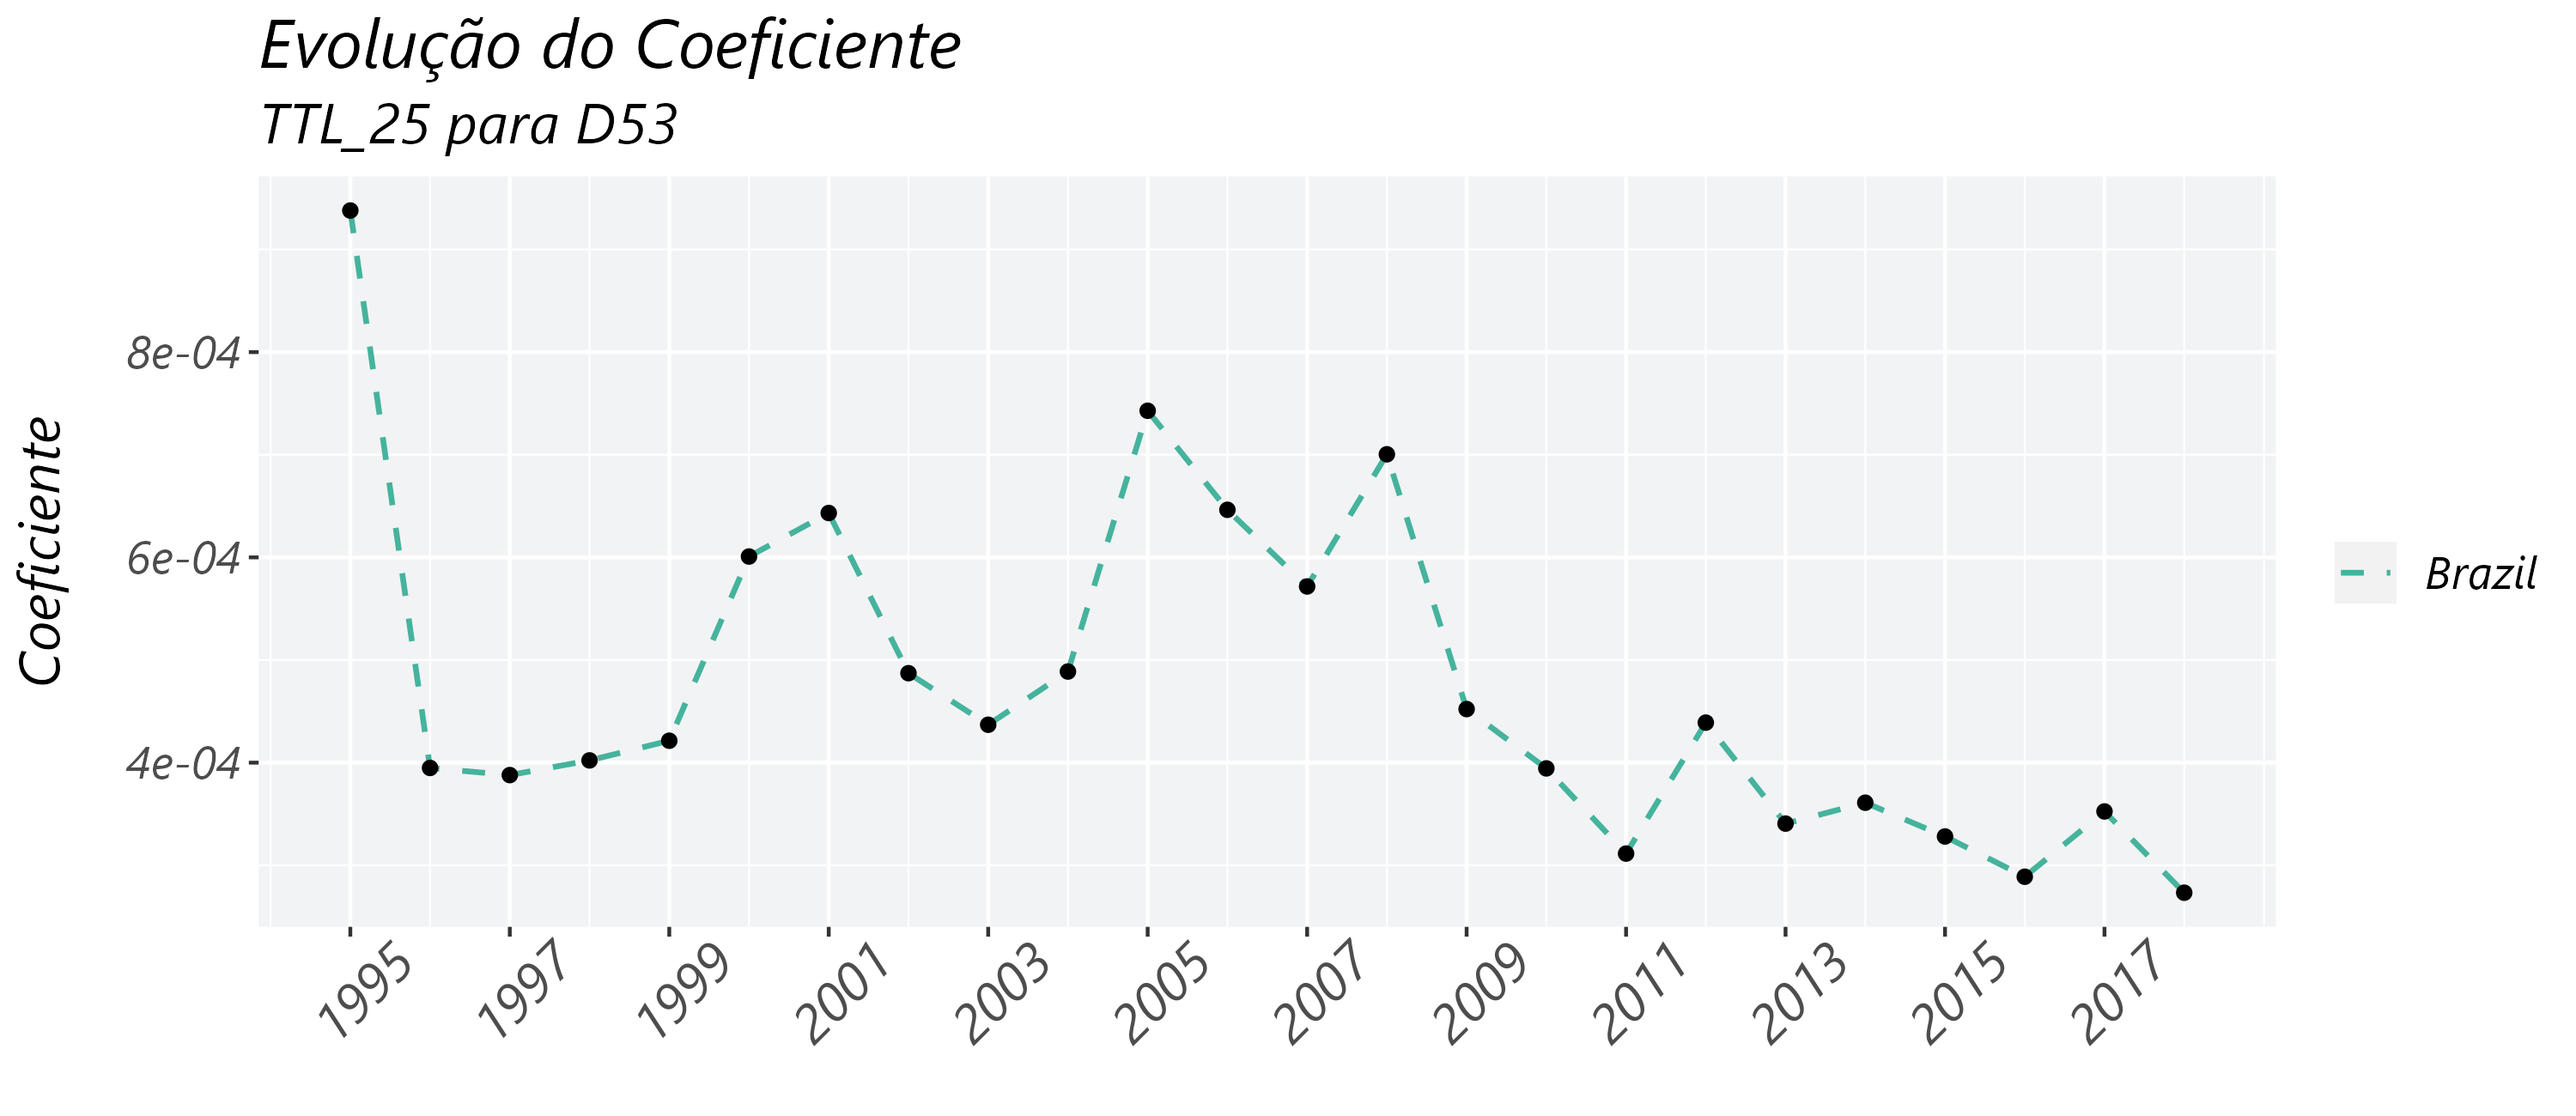 Evolução do Coeficiente
TTL_25 para D53
Coeficiente
8e-04
6e-04
4e-04
1995
1997
1999
2001
2003
2005
2007
2009
2011
2013
2015
2017
Brazil